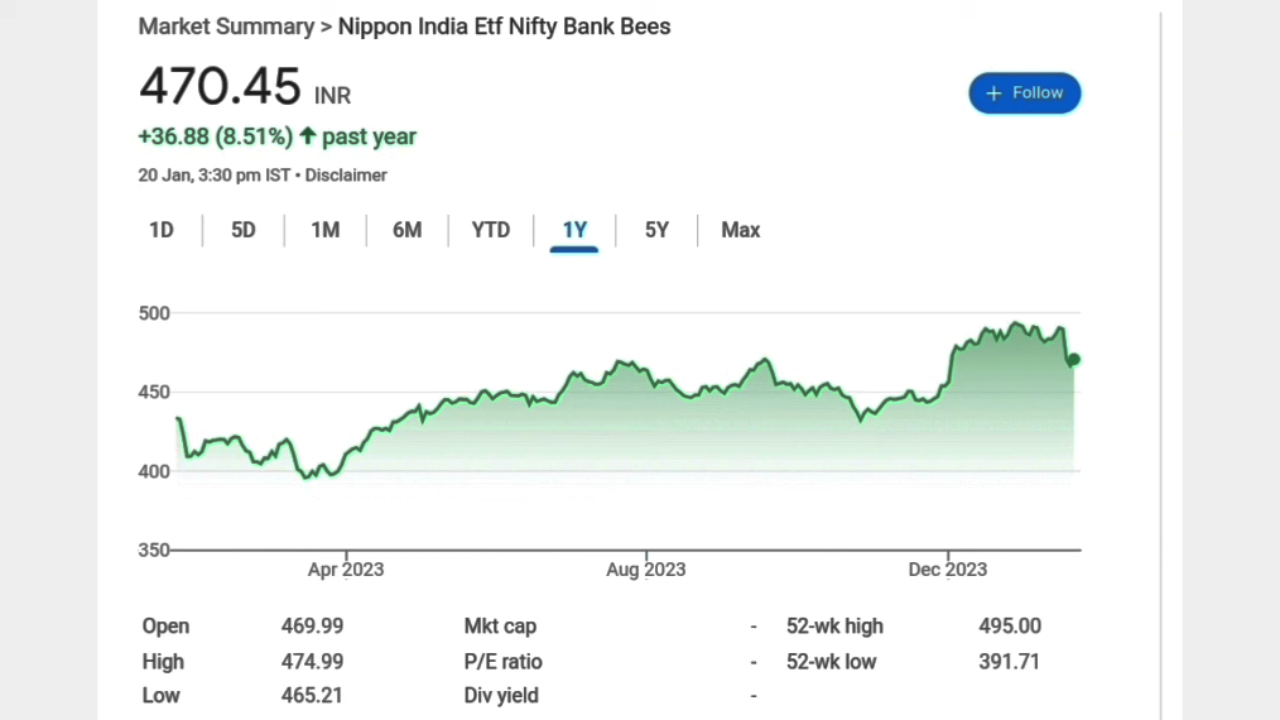 Market Summary > Nippon India Etf Nifty Bank Bees
470.45 INR
+ Follow
+36.88 (8.51%) ↑ past year
20 Jan, 3:30 pm IST • Disclaimer
1D 5D 1M 6M YTD 1Y 5Y Max
500
450
400
350
Apr 2023 Aug 2023 Dec 2023
Open 469.99 Mkt cap - 52-wk high 495.00
High 474.99 P/E ratio - 52-wk low 391.71
Low 465.21 Div yield -